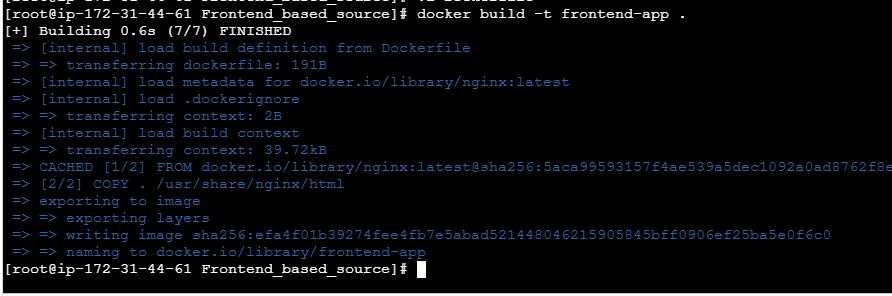 [root@ip-172-31-44-61 Frontend_based_source]# docker build -t frontend-app .
[+] Building 0.6s (7/7) FINISHED
=> [internal] load build definition from Dockerfile
=> => transferring dockerfile: 191B
=> [internal] load metadata for docker.io/library/nginx:latest
=> [internal] load .dockerignore
=> => transferring context: 2B
=> [internal] load build context
=> => transferring context: 39.72kB
=> CACHED [1/2] FROM docker.io/library/nginx:latest@sha256:5aca99593157f4ae539a5dec1092a0ad8762f8e
=> [2/2] COPY . /usr/share/nginx/html
=> exporting to image
=> => exporting layers
=> => writing image sha256:efa4f01b39274fee4fb7e5abad521448046215905845bff0906ef25ba5e0f6c0
=> => naming to docker.io/library/frontend-app
[root@ip-172-31-44-61 Frontend_based_source]#